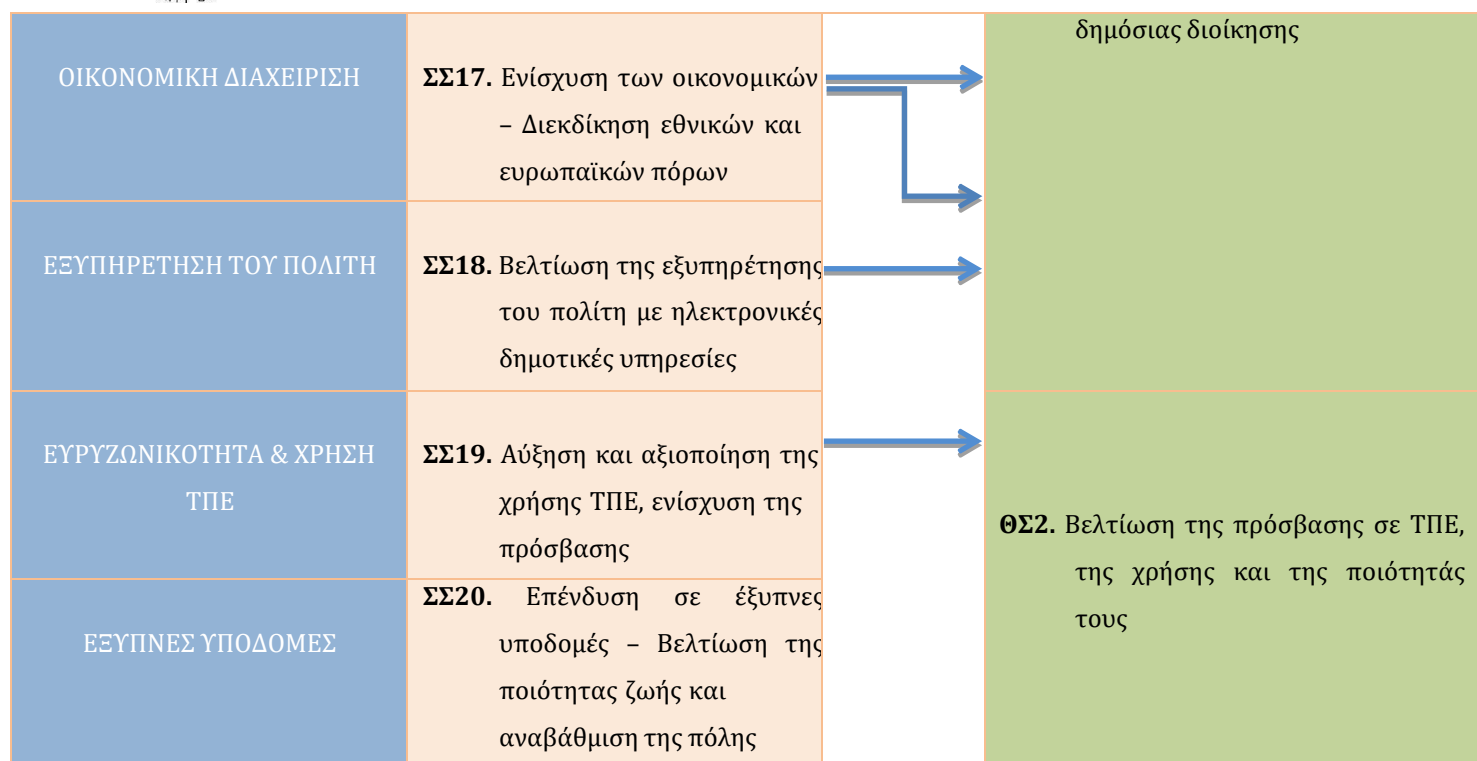 δημόσιας διοίκησης
ΟΙΚΟΝΟΜΙΚΗ ΔΙΑΧΕΙΡΙΣΗ
ΣΣ17. Ενίσχυση των οικονομικών
– Διεκδίκηση εθνικών και
ευρωπαϊκών πόρων
ΕΞΥΠΗΡΕΤΗΣΗ ΤΟΥ ΠΟΛΙΤΗ
ΣΣ18. Βελτίωση της εξυπηρέτησης
του πολίτη με ηλεκτρονικές
δημοτικές υπηρεσίες
ΕΥΡΥΖΩΝΙΚΟΤΗΤΑ & ΧΡΗΣΗ
ΤΠΕ
ΣΣ19. Αύξηση και αξιοποίηση της
χρήσης ΤΠΕ, ενίσχυση της
πρόσβασης
ΘΣ2. Βελτίωση της πρόσβασης σε ΤΠΕ,
της χρήσης και της ποιότητάς
τους
ΕΞΥΠΝΕΣ ΥΠΟΔΟΜΕΣ
ΣΣ20. Επένδυση σε έξυπνες
υποδομές – Βελτίωση της
ποιότητας ζωής και
αναβάθμιση της πόλης